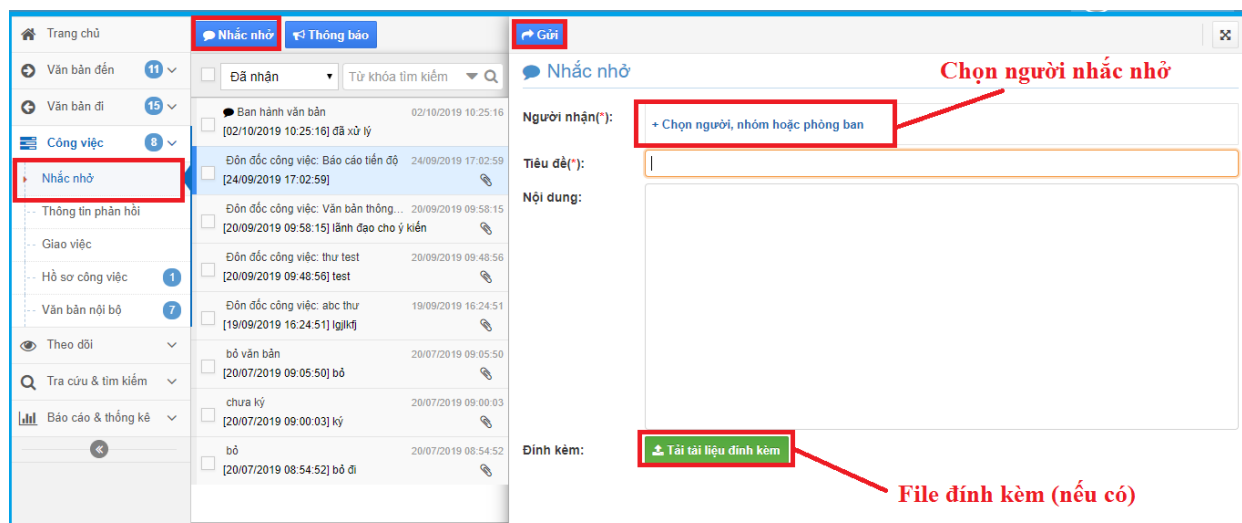 Trang chủ
Văn bản đến 11
Văn bản đi 15
Công việc 8
Nhắc nhở
Thông tin phản hồi
Giao việc
Hồ sơ công việc 1
Văn bản nội bộ 7
Theo dõi
Tra cứu & tìm kiếm
Báo cáo & thống kê
Nhắc nhở Thông báo
Đã nhận Từ khóa tìm kiếm
Ban hành văn bản 02/10/2019 10:25:16
[02/10/2019 10:25:16] đã xử lý
Đôn đốc công việc: Báo cáo tiến độ 24/09/2019 17:02:59
[24/09/2019 17:02:59]
Đôn đốc công việc: Văn bản thông... 20/09/2019 09:58:15
[20/09/2019 09:58:15] lãnh đạo cho ý kiến
Đôn đốc công việc: thư test 20/09/2019 09:48:56
[20/09/2019 09:48:56] test
Đôn đốc công việc: abc thư 19/09/2019 16:24:51
[19/09/2019 16:24:51] lgjlkfj
bỏ văn bản 20/07/2019 09:05:50
[20/07/2019 09:05:50] bỏ
chưa ký 20/07/2019 09:00:03
[20/07/2019 09:00:03] ký
bỏ 20/07/2019 08:54:52
[20/07/2019 08:54:52] bỏ đi
Gửi
Nhắc nhở
Chọn người nhắc nhở
Người nhận(*):
+ Chọn người, nhóm hoặc phòng ban
Tiêu đề(*):
Nội dung:
Đính kèm:
Tải tài liệu đính kèm
File đính kèm (nếu có)